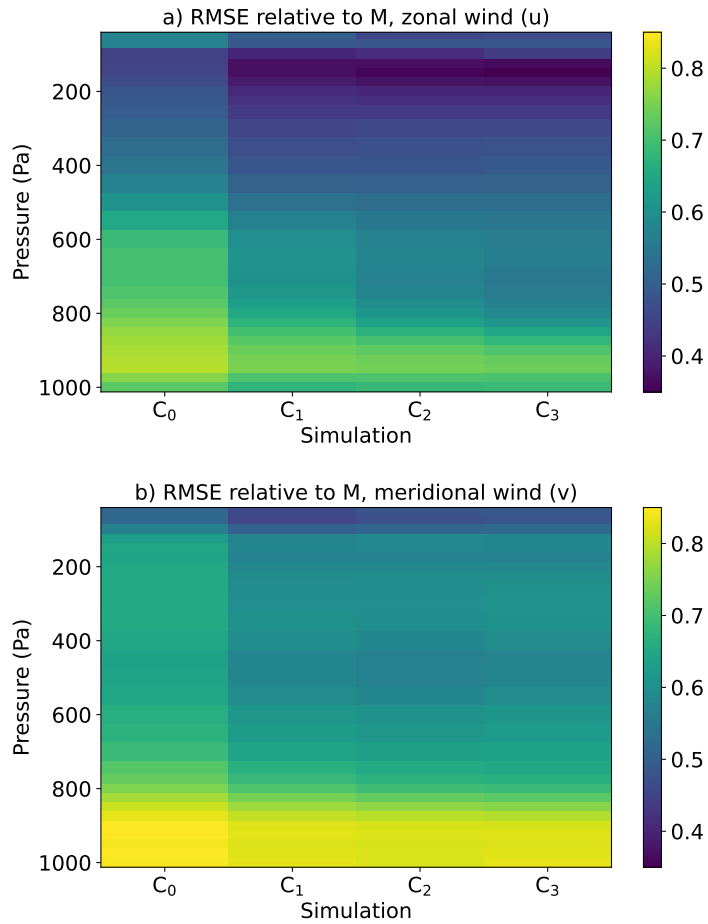 a) RMSE relative to M, zonal wind (u)
200
400
600
800
1000
Pressure (Pa)
C₀ C₁ C₂ C₃
Simulation
0.8
0.7
0.6
0.5
0.4
b) RMSE relative to M, meridional wind (v)
200
400
600
800
1000
Pressure (Pa)
C₀ C₁ C₂ C₃
Simulation
0.8
0.7
0.6
0.5
0.4